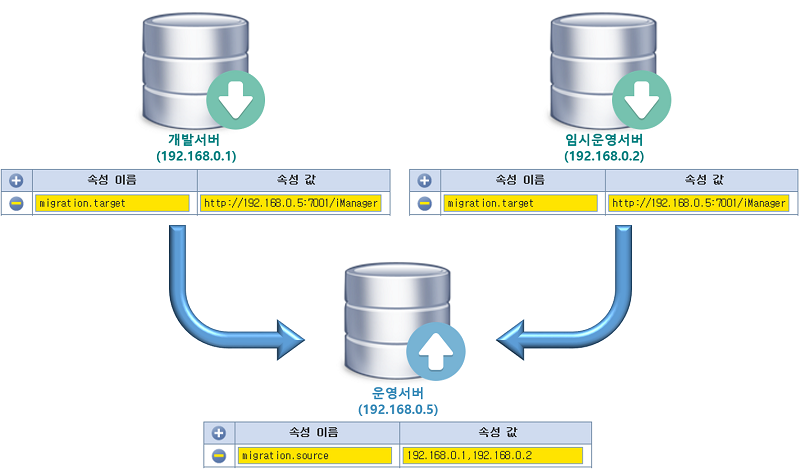 개발서버
(192.168.0.1)
임시운영서버
(192.168.0.2)
속성 이름 속성 값
migration.target http://192.168.0.5:7001/iManager
속성 이름 속성 값
migration.target http://192.168.0.5:7001/iManager
운영서버
(192.168.0.5)
속성 이름 속성 값
migration.source 192.168.0.1,192.168.0.2